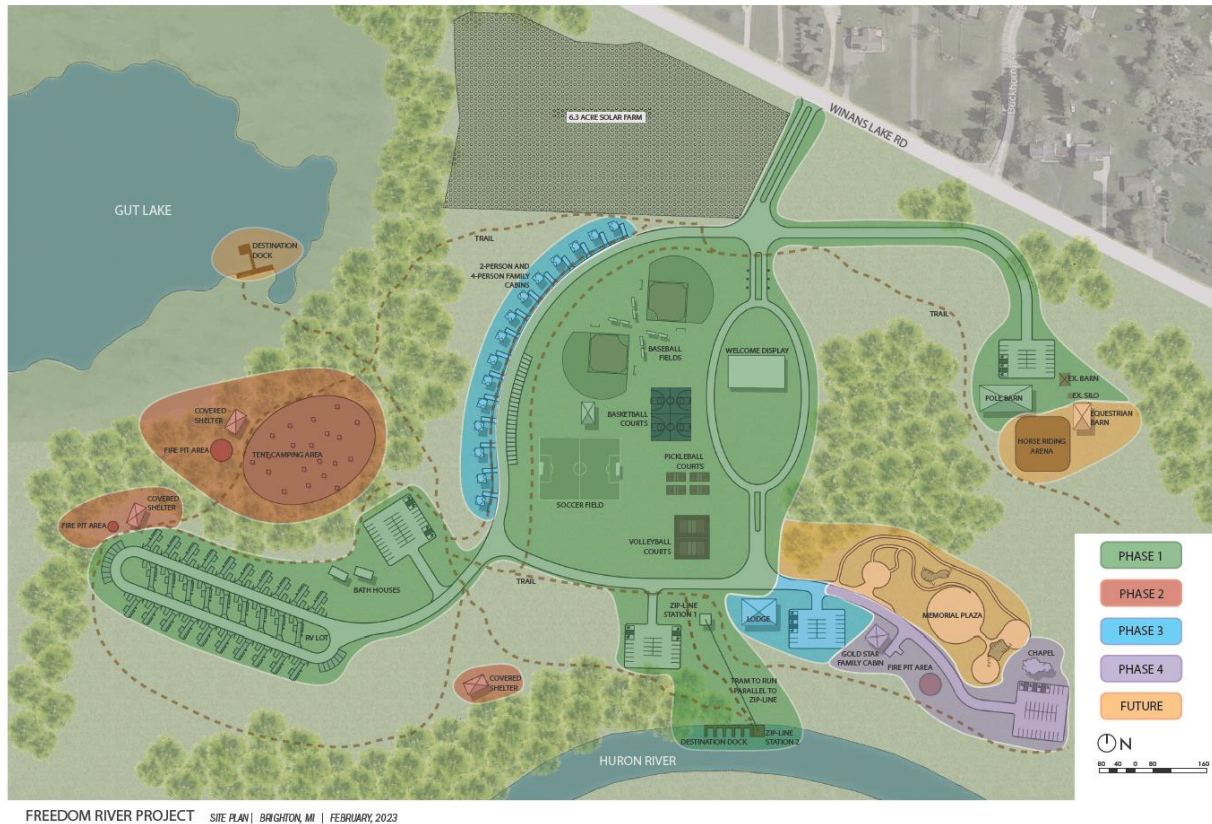 6.3 ACRE SOLAR FARM
WINANS LAKE RD
Buckhorn
GUT LAKE
DESTINATION
DOCK
TRAIL
2-PERSON AND
4-PERSON FAMILY
CABINS
TRAIL
BASEBALL
FIELDS
WELCOME DISPLAY
EX. BARN
POLE BARN
EX. SILO
EQUESTRIAN
BARN
HORSE RIDING
ARENA
COVERED
SHELTER
FIRE PIT AREA
TENT CAMPING AREA
BASKETBALL
COURTS
PICKLEBALL
COURTS
SOCCER FIELD
VOLLEYBALL
COURTS
COVERED
SHELTER
FIRE PIT AREA
BATH HOUSES
RV LOT
TRAIL
ZIP-LINE
STATION 1
LODGE
MEMORIAL PLAZA
GOLD STAR
FAMILY CABIN
FIRE PIT AREA
CHAPEL
COVERED
SHELTER
TRAM TO RUN
PARALLEL TO
ZIP-LINE
DESTINATION DOCK
ZIP-LINE
STATION 2
HURON RIVER
PHASE 1
PHASE 2
PHASE 3
PHASE 4
FUTURE
N
80 40 0 80 160
FREEDOM RIVER PROJECT SITE PLAN | BRIGHTON, MI | FEBRUARY, 2023